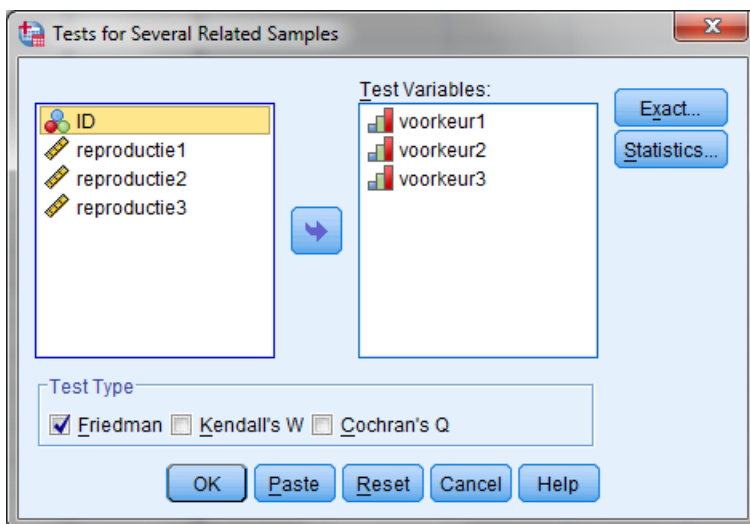 Tests for Several Related Samples
ID
reproductie1
reproductie2
reproductie3
Test Variables:
voorkeur1
voorkeur2
voorkeur3
Exact...
Statistics...
Test Type
Friedman Kendall's W Cochran's Q
OK Paste Reset Cancel Help